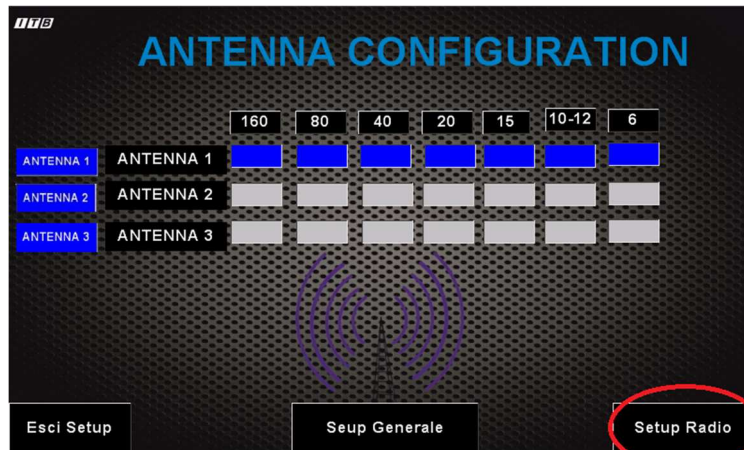 ITB
ANTENNA CONFIGURATION
160 80 40 20 15 10-12 6
ANTENNA 1 ANTENNA 1
ANTENNA 2 ANTENNA 2
ANTENNA 3 ANTENNA 3
Esci Setup Seup Generale Setup Radio